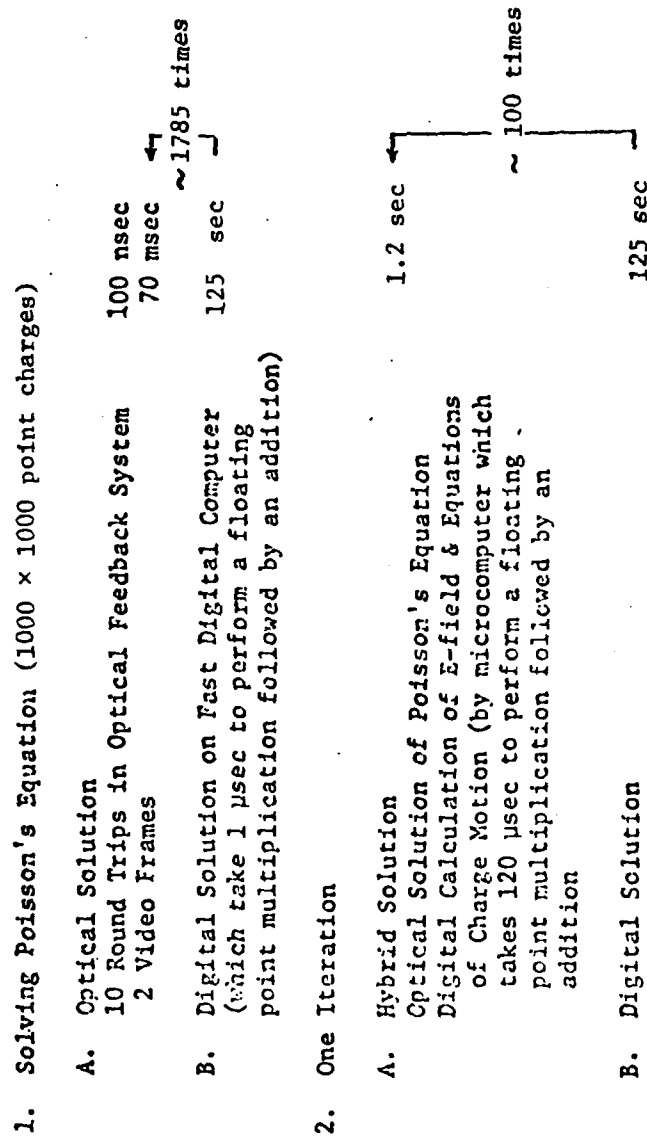 1. Solving Poisson's Equation (1000 × 1000 point charges)
A. Optical Solution
10 Round Trips in Optical Feedback System 100 nsec
2 Video Frames 70 msec
~1785 times
B. Digital Solution on Fast Digital Computer 125 sec
(which take 1 μsec to perform a floating
point multiplication followed by an addition)
2. One Iteration
A. Hybrid Solution 1.2 sec
Optical Solution of Poisson's Equation
Digital Calculation of E-field & Equations
of Charge Motion (by microcomputer which
takes 120 μsec to perform a floating
point multiplication followed by an
addition
~ 100 times
B. Digital Solution 125 sec